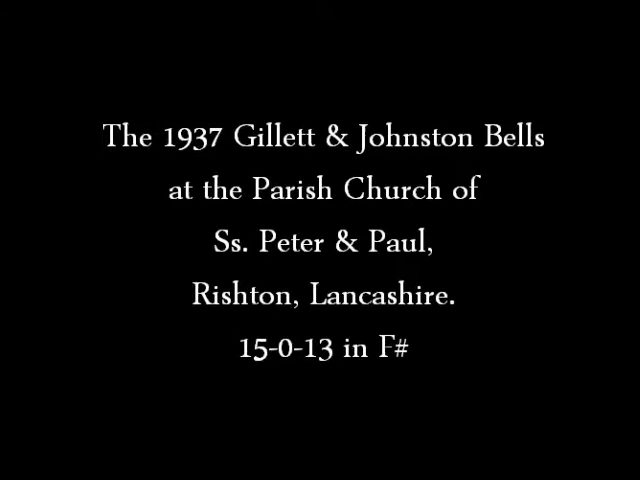 The 1937 Gillett & Johnston Bells
at the Parish Church of
Ss. Peter & Paul,
Rishton, Lancashire.
15-0-13 in F#